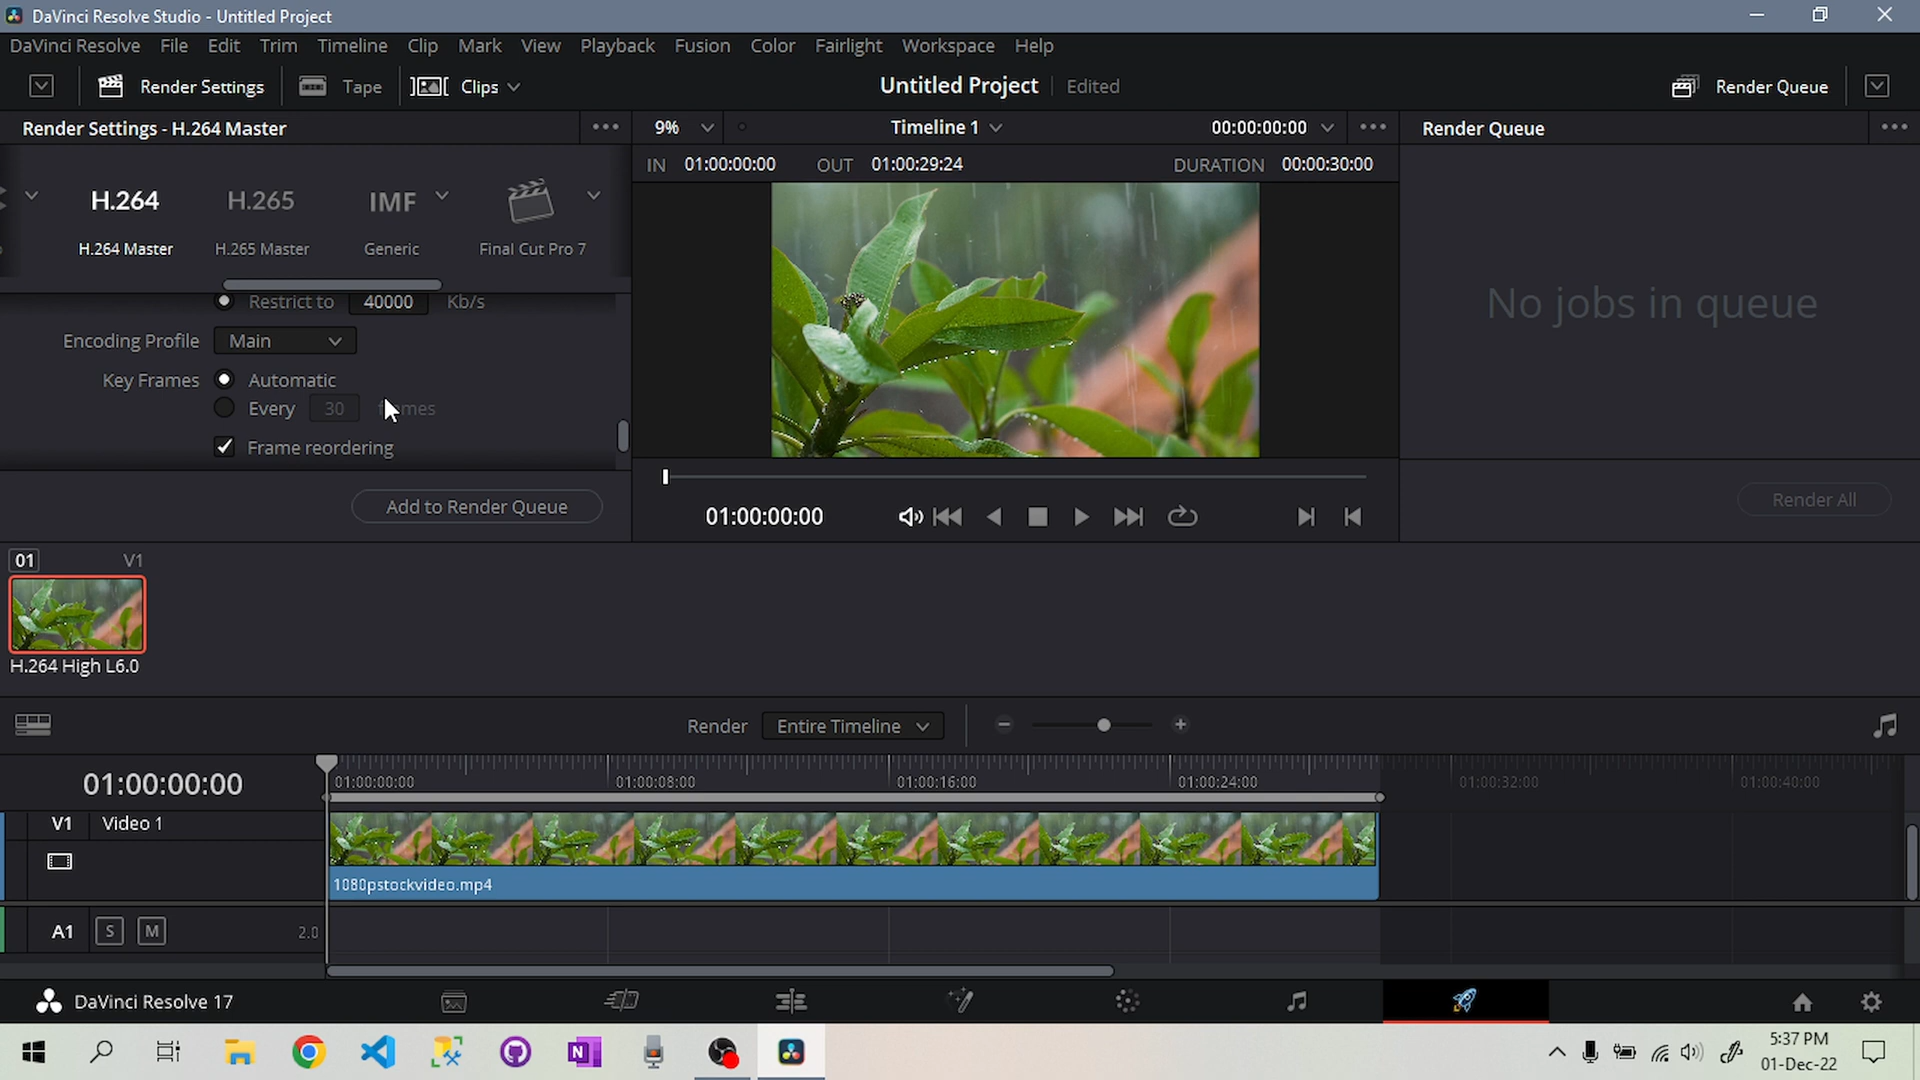 DaVinci Resolve Studio - Untitled Project
DaVinci Resolve File Edit Trim Timeline Clip Mark View Playback Fusion Color Fairlight Workspace Help
Render Settings Tape Clips Untitled Project Edited Render Queue
Render Settings - H.264 Master 9% Timeline 1 00:00:00:00 Render Queue
IN 01:00:00:00 OUT 01:00:29:24 DURATION 00:00:30:00
H.264 H.265 IMF
H.264 Master H.265 Master Generic Final Cut Pro 7
Restrict to 40000 Kb/s
No jobs in queue
Encoding Profile Main
Key Frames Automatic
Every 30
Frame reordering
Add to Render Queue
Render All
01:00:00:00
01 V1
H.264 High L6.0
Render Entire Timeline
01:00:00:00
01:00:00:00 01:00:08:00 01:00:16:00 01:00:24:00 01:00:32:00 01:00:40:00
V1 Video 1
1080pstockvideo.mp4
A1 S M 2.0
DaVinci Resolve 17
N
5:37 PM
01-Dec-22